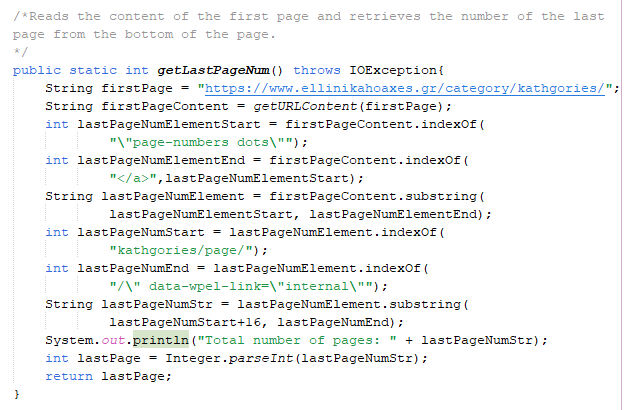 /*Reads the content of the first page and retrieves the number of the last
page from the bottom of the page.
*/
public static int getLastPageNum() throws IOException{
String firstPage = "https://www.ellinikahoaxes.gr/category/kathgories/";
String firstPageContent = getURLContent(firstPage);
int lastPageNumElementStart = firstPageContent.indexOf(
"\"page-numbers dots\"");
int lastPageNumElementEnd = firstPageContent.indexOf(
"</a>",lastPageNumElementStart);
String lastPageNumElement = firstPageContent.substring(
lastPageNumElementStart, lastPageNumElementEnd);
int lastPageNumStart = lastPageNumElement.indexOf(
"kathgories/page/");
int lastPageNumEnd = lastPageNumElement.indexOf(
"/\" data-wpel-link=\"internal\"");
String lastPageNumStr = lastPageNumElement.substring(
lastPageNumStart+16, lastPageNumEnd);
System.out.println("Total number of pages: " + lastPageNumStr);
int lastPage = Integer.parseInt(lastPageNumStr);
return lastPage;
}